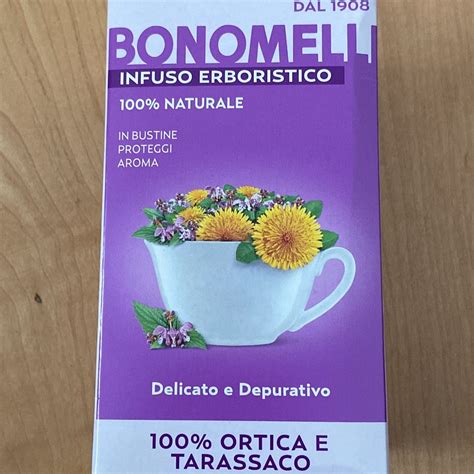 DAL 1908
BONOMELLI
INFUSO ERBORISTICO
100% NATURALE
IN BUSTINE
PROTEGGI
AROMA
Delicato e Depurativo
100% ORTICA E
TARASSACO